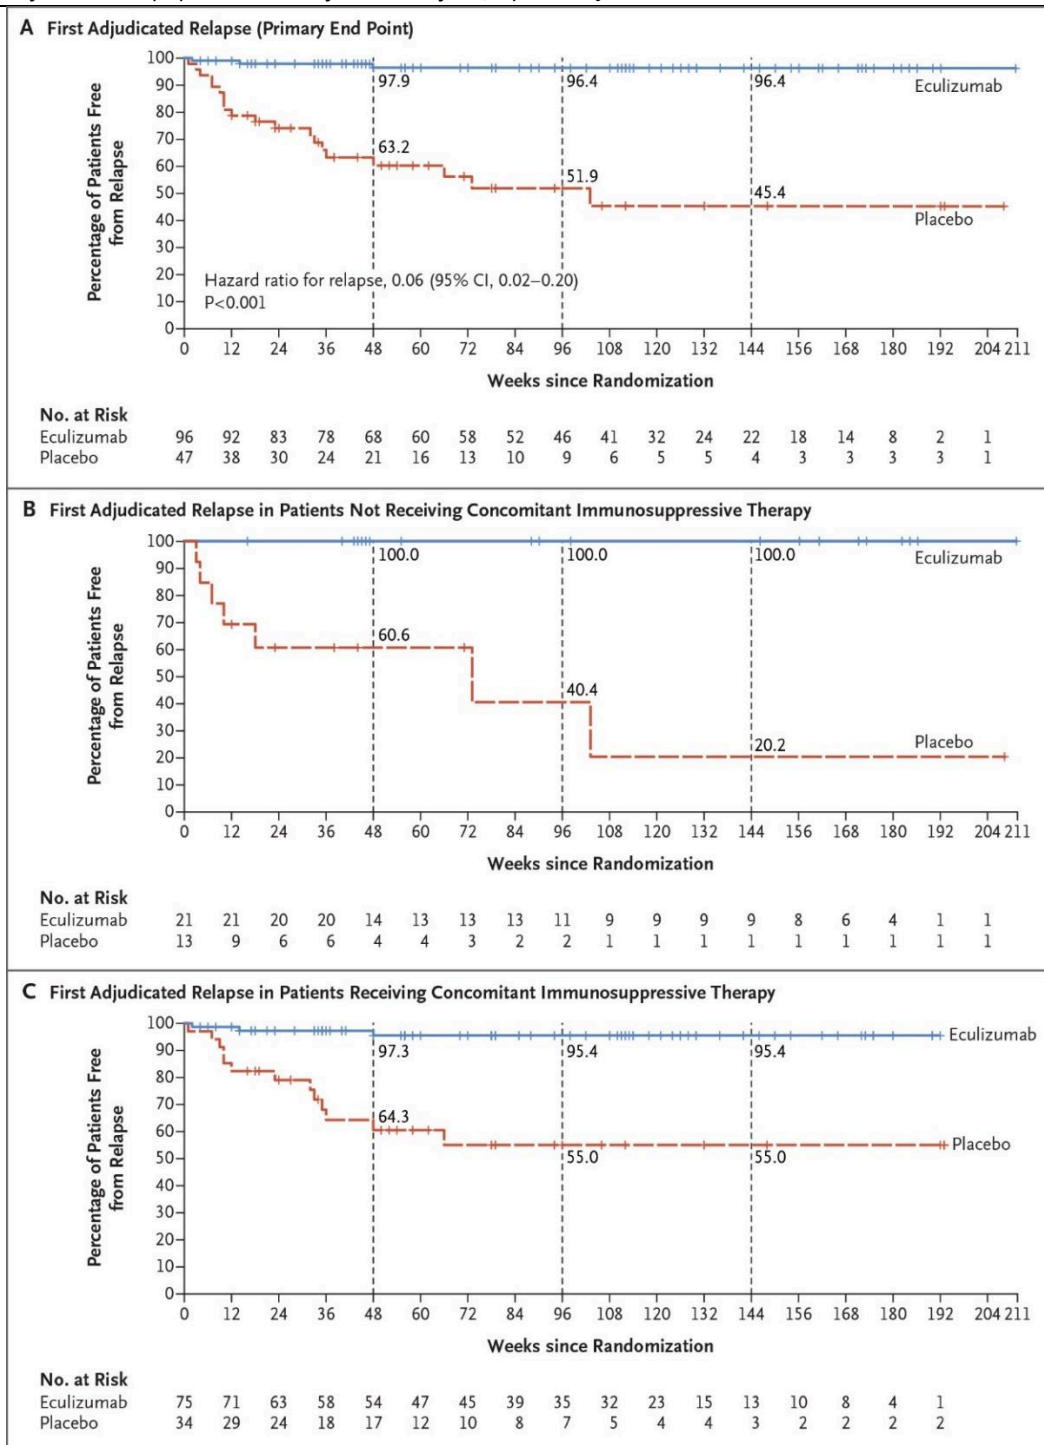 A First Adjudicated Relapse (Primary End Point)
Percentage of Patients Free
from Relapse
100
90
80
70
60
50
40
30
20
10
0
97.9
96.4
96.4
Eculizumab
63.2
51.9
45.4
Placebo
Hazard ratio for relapse, 0.06 (95% CI, 0.02–0.20)
P<0.001
0 12 24 36 48 60 72 84 96 108 120 132 144 156 168 180 192 204 211
Weeks since Randomization
No. at Risk
Eculizumab 96 92 83 78 68 60 58 52 46 41 32 24 22 18 14 8 2 1
Placebo 47 38 30 24 21 16 13 10 9 6 5 5 4 3 3 3 3 1
B First Adjudicated Relapse in Patients Not Receiving Concomitant Immunosuppressive Therapy
Percentage of Patients Free
from Relapse
100
90
80
70
60
50
40
30
20
10
0
100.0
100.0
100.0
Eculizumab
60.6
40.4
20.2
Placebo
0 12 24 36 48 60 72 84 96 108 120 132 144 156 168 180 192 204 211
Weeks since Randomization
No. at Risk
Eculizumab 21 21 20 20 14 13 13 13 11 9 9 9 9 8 6 4 1 1
Placebo 13 9 6 6 4 4 3 2 2 1 1 1 1 1 1 1 1 1
C First Adjudicated Relapse in Patients Receiving Concomitant Immunosuppressive Therapy
Percentage of Patients Free
from Relapse
100
90
80
70
60
50
40
30
20
10
0
97.3
95.4
95.4
Eculizumab
64.3
55.0
55.0
Placebo
0 12 24 36 48 60 72 84 96 108 120 132 144 156 168 180 192 204 211
Weeks since Randomization
No. at Risk
Eculizumab 75 71 63 58 54 47 45 39 35 32 23 15 13 10 8 4 1
Placebo 34 29 24 18 17 12 10 8 7 5 4 4 3 2 2 2 2